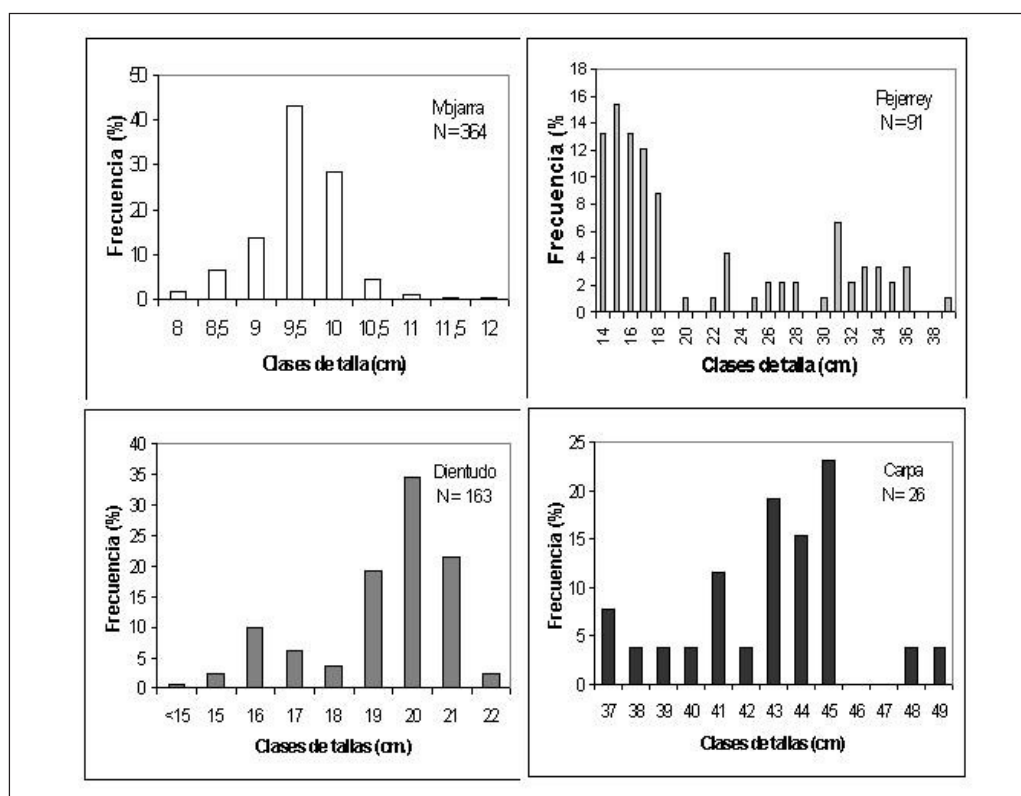 Mojarra
N=364
Frecuencia (%)
50
40
30
20
10
0
8 8,5 9 9,5 10 10,5 11 11,5 12
Clases de talla (cm)
Pejerrey
N=91
Frecuencia (%
18
16
14
12
10
8
6
4
2
0
14 16 18 20 22 24 26 28 30 32 34 36 38
Clases de talla (cm.)
Dientudo
N= 163
Frecuencia (%)
40
35
30
25
20
15
10
5
0
<15 15 16 17 18 19 20 21 22
Clases de tallas (cm.)
Carpa
N= 26
Frecuencia (%)
25
20
15
10
5
0
37 38 39 40 41 42 43 44 45 46 47 48 49
Clases de tallas (cm)